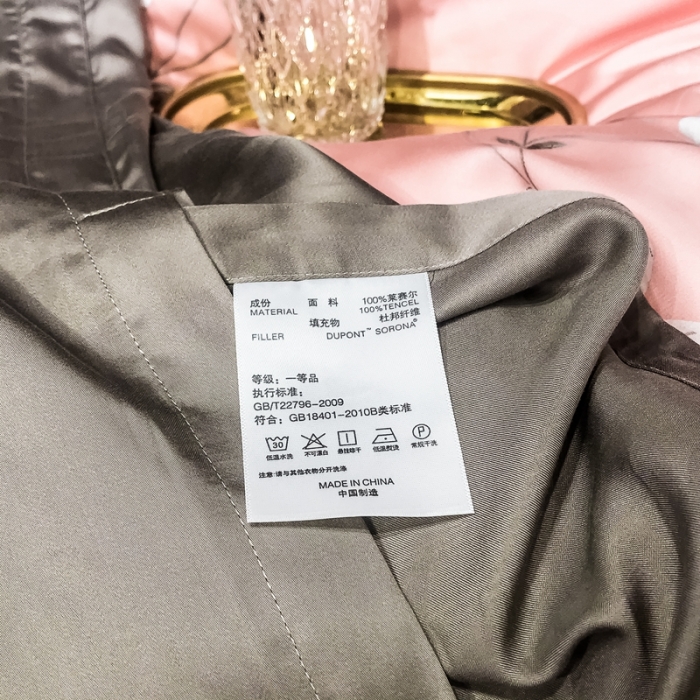 成份 面 料 100%莱赛尔
MATERIAL 100%TENCEL
填充物 杜邦纤维
FILLER DUPONT™ SORONA®
等级：一等品
执行标准：
GB/T22796-2009
符合：GB18401-2010B类标准
30 P
低温水洗 不可漂白 悬挂晾干 低温熨烫 常规干洗
注意:请与其他衣物分开洗涤
MADE IN CHINA
中国制造